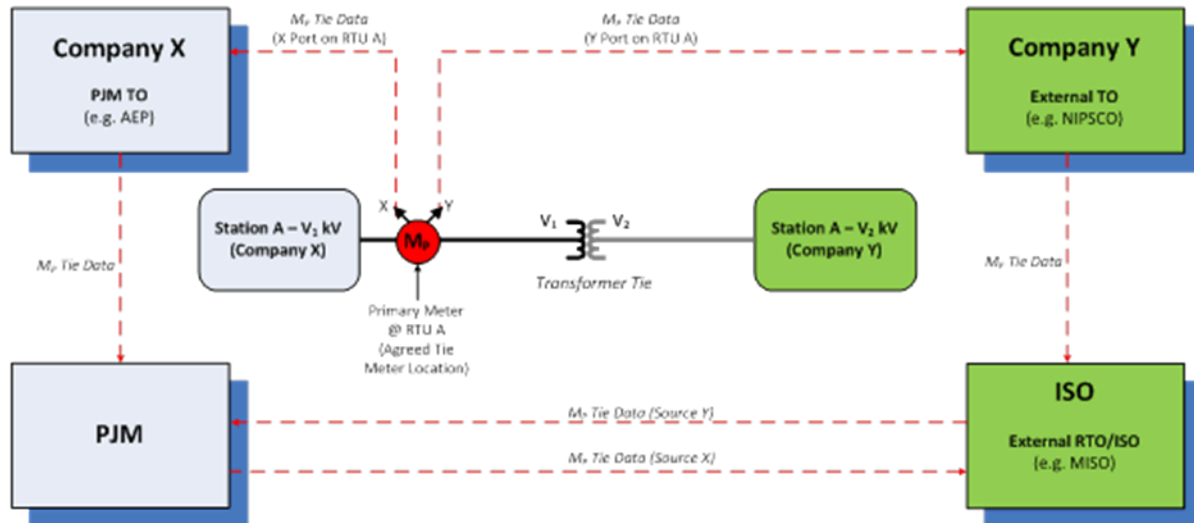 Mₚ Tie Data
(X Port on RTU A)
Mₚ Tie Data
(Y Port on RTU A)
Company X
PJM TO
(e.g. AEP)
Company Y
External TO
(e.g. NIPSCO)
X
Y
Station A – V₁ kV
(Company X)
Mₚ
V₁
V₂
Transformer Tie
Station A – V₂ kV
(Company Y)
Mₚ Tie Data
Mₚ Tie Data
Primary Meter
@ RTU A
(Agreed Tie
Meter Location)
PJM
Mₚ Tie Data (Source Y)
Mₚ Tie Data (Source X)
ISO
External RTO/ISO
(e.g. MISO)